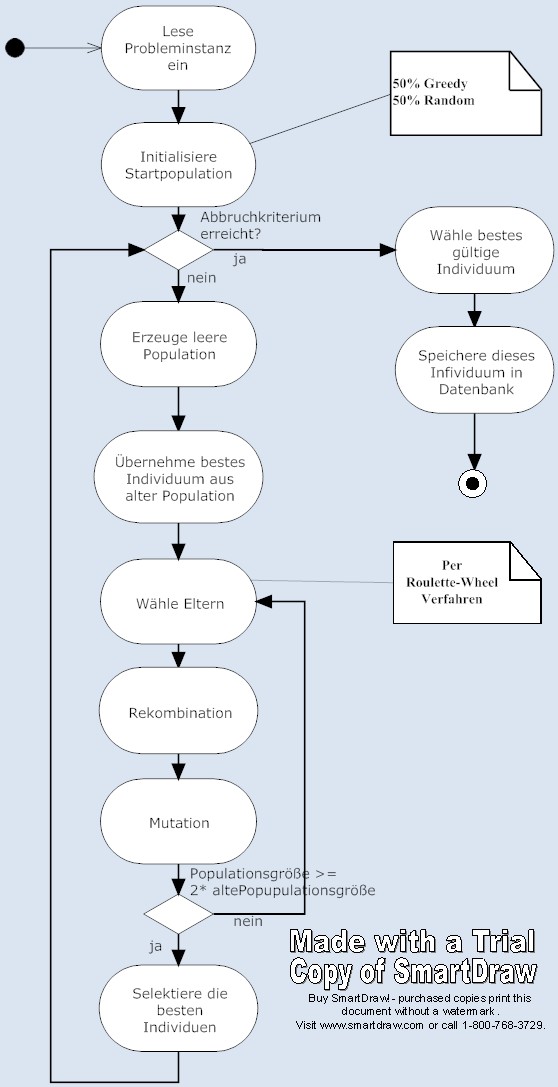 Lese
Probleminstanz
ein
50% Greedy
50% Random
Initialisiere
Startpopulation
Abbruchkriterium
erreicht?
ja
nein
Wähle bestes
gültige
Individuum
Erzeuge leere
Population
Speichere dieses
Infividuum in
Datenbank
Übernehme bestes
Individuum aus
alter Population
Wähle Eltern
Per
Roulette-Wheel
Verfahren
Rekombination
Mutation
Populationsgröße >=
2* altePopupulationsgröße
nein
ja
Selektiere die
besten
Individuen
Made with a Trial
Copy of SmartDraw
Buy SmartDraw!- purchased copies print this
document without a watermark .
Visit www.smartdraw.com or call 1-800-768-3729.